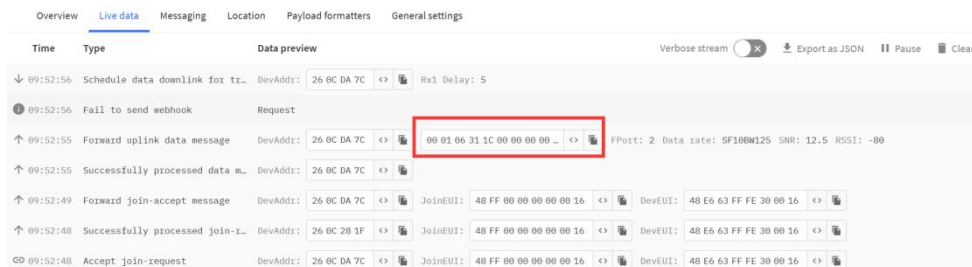 Overview Live data Messaging Location Payload formatters General settings
Time Type Data preview Verbose stream Export as JSON Pause Clear
09:52:56 Schedule data downlink for tr… DevAddr: 26 0C DA 7C <> Rx1 Delay: 5
09:52:56 Fail to send webhook Request
09:52:55 Forward uplink data message DevAddr: 26 0C DA 7C <> 00 01 06 31 1C 00 00 00 00 … <> FPort: 2 Data rate: SF10BW125 SNR: 12.5 RSSI: -80
09:52:55 Successfully processed data m… DevAddr: 26 0C DA 7C <>
09:52:49 Forward join-accept message DevAddr: 26 0C DA 7C <> JoinEUI: 48 FF 00 00 00 00 00 16 <> DevEUI: 48 E6 63 FF FE 30 00 16 <>
09:52:48 Successfully processed join-r… DevAddr: 26 0C 28 1F <> JoinEUI: 48 FF 00 00 00 00 00 16 <> DevEUI: 48 E6 63 FF FE 30 00 16 <>
09:52:48 Accept join-request DevAddr: 26 0C DA 7C <> JoinEUI: 48 FF 00 00 00 00 00 16 <> DevEUI: 48 E6 63 FF FE 30 00 16 <>